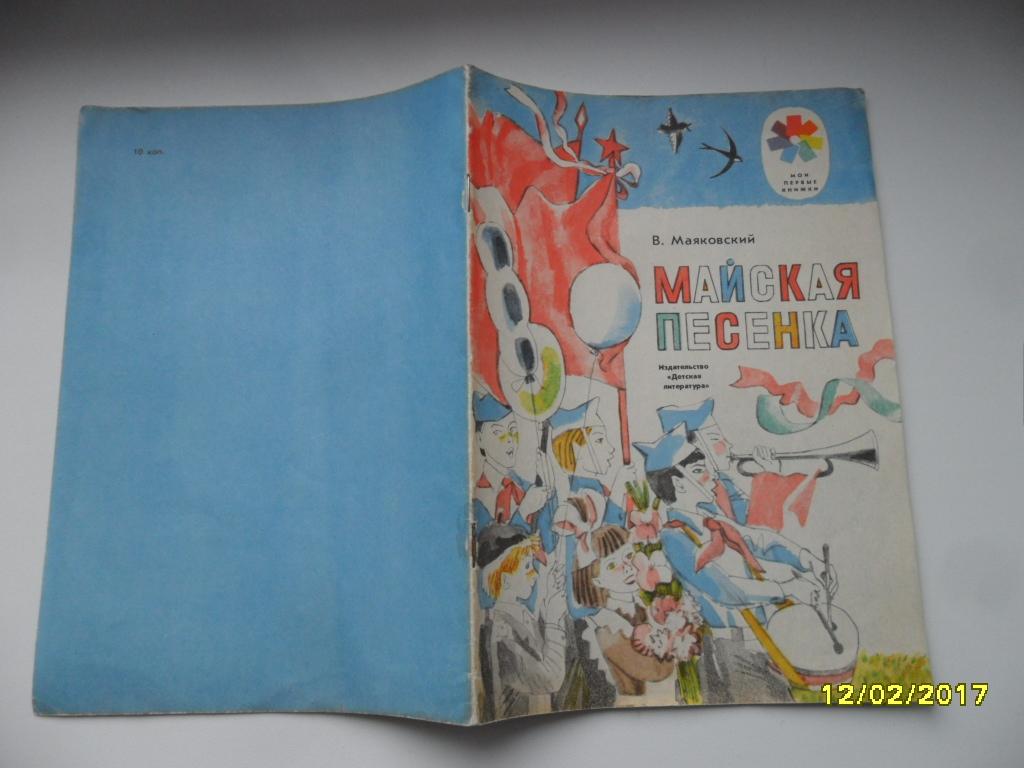 10 коп.
МОИ
ПЕРВЫЕ
КНИЖКИ
В. Маяковский
МАЙСКАЯ
ПЕСЕНКА
Издательство
«Детская
литература»
12/02/2017